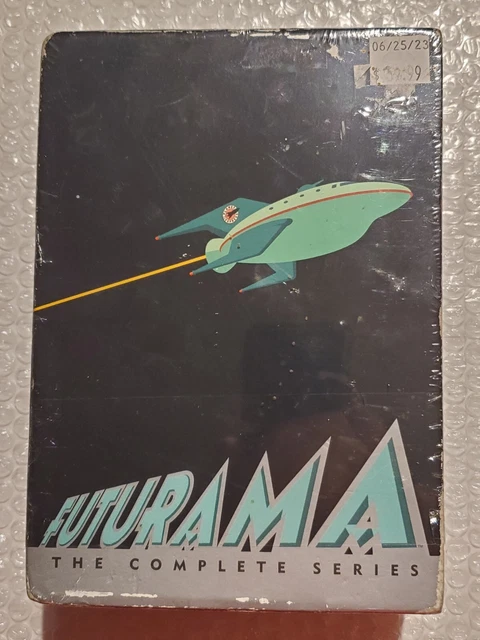 06/25/23
FUTURAMA
THE COMPLETE SERIES